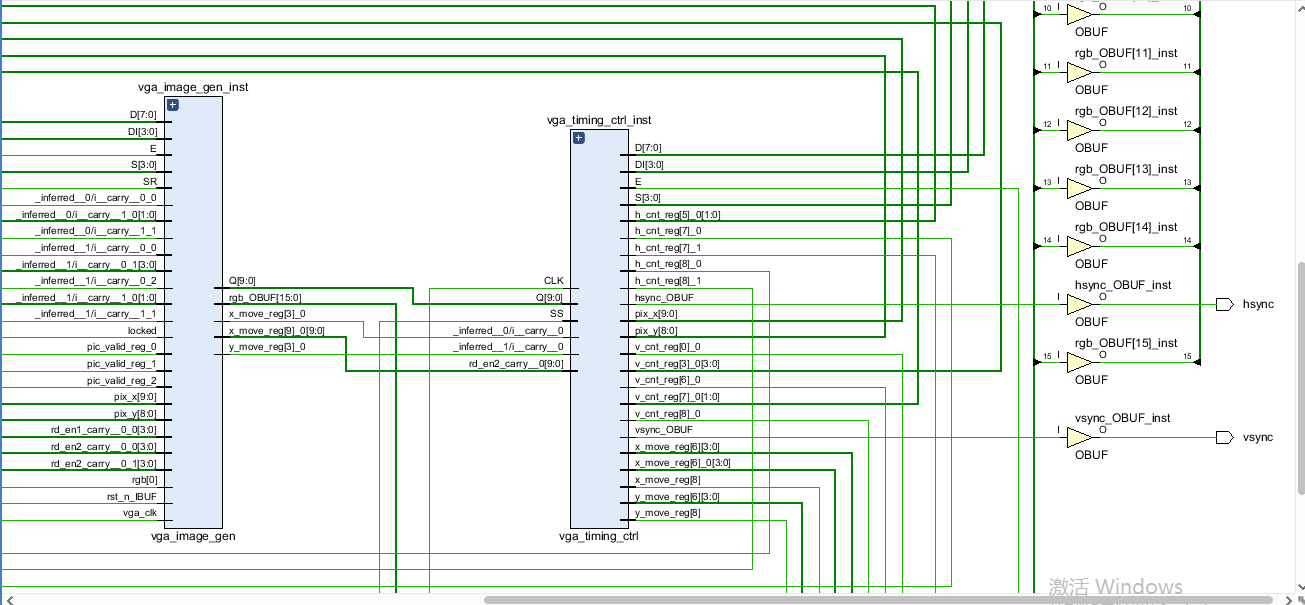 vga_image_gen_inst
D[7:0]
DI[3:0]
E
S[3:0]
SR
_inferred__0/i__carry__0_0
_inferred__0/i__carry__1_0[1:0]
_inferred__0/i__carry__1_1
_inferred__1/i__carry__0_0
_inferred__1/i__carry__0_1[3:0]
_inferred__1/i__carry__0_2
_inferred__1/i__carry__1_0[1:0]
_inferred__1/i__carry__1_1
locked
pic_valid_reg_0
pic_valid_reg_1
pic_valid_reg_2
pix_x[9:0]
pix_y[8:0]
rd_en1_carry__0_0[3:0]
rd_en2_carry__0_0[3:0]
rd_en2_carry__0_1[3:0]
rgb[0]
rst_n_IBUF
vga_clk
Q[9:0]
rgb_OBUF[15:0]
x_move_reg[3]_0
x_move_reg[9]_0[9:0]
y_move_reg[3]_0
vga_image_gen
vga_timing_ctrl_inst
CLK
Q[9:0]
SS
_inferred__0/i__carry__0
_inferred__1/i__carry__0
rd_en2_carry__0[9:0]
D[7:0]
DI[3:0]
E
S[3:0]
h_cnt_reg[5]_0[1:0]
h_cnt_reg[7]_0
h_cnt_reg[7]_1
h_cnt_reg[8]_0
h_cnt_reg[8]_1
hsync_OBUF
pix_x[9:0]
pix_y[8:0]
v_cnt_reg[0]_0
v_cnt_reg[3]_0[3:0]
v_cnt_reg[6]_0
v_cnt_reg[7]_0[1:0]
v_cnt_reg[8]_0
vsync_OBUF
x_move_reg[6][3:0]
x_move_reg[6]_0[3:0]
x_move_reg[8]
y_move_reg[6][3:0]
y_move_reg[8]
vga_timing_ctrl
10 I O 10
OBUF
rgb_OBUF[11]_inst
11 I O 11
OBUF
rgb_OBUF[12]_inst
12 I O 12
OBUF
rgb_OBUF[13]_inst
13 I O 13
OBUF
rgb_OBUF[14]_inst
14 I O 14
OBUF
hsync_OBUF_inst
I O
hsync
OBUF
rgb_OBUF[15]_inst
15 I O 15
OBUF
vsync_OBUF_inst
I O
vsync
OBUF
激活 Windows